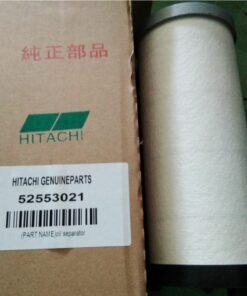 純正部品
HITACHI
HITACHI GENUINEPARTS
52553021
(PART NAME)oil separator